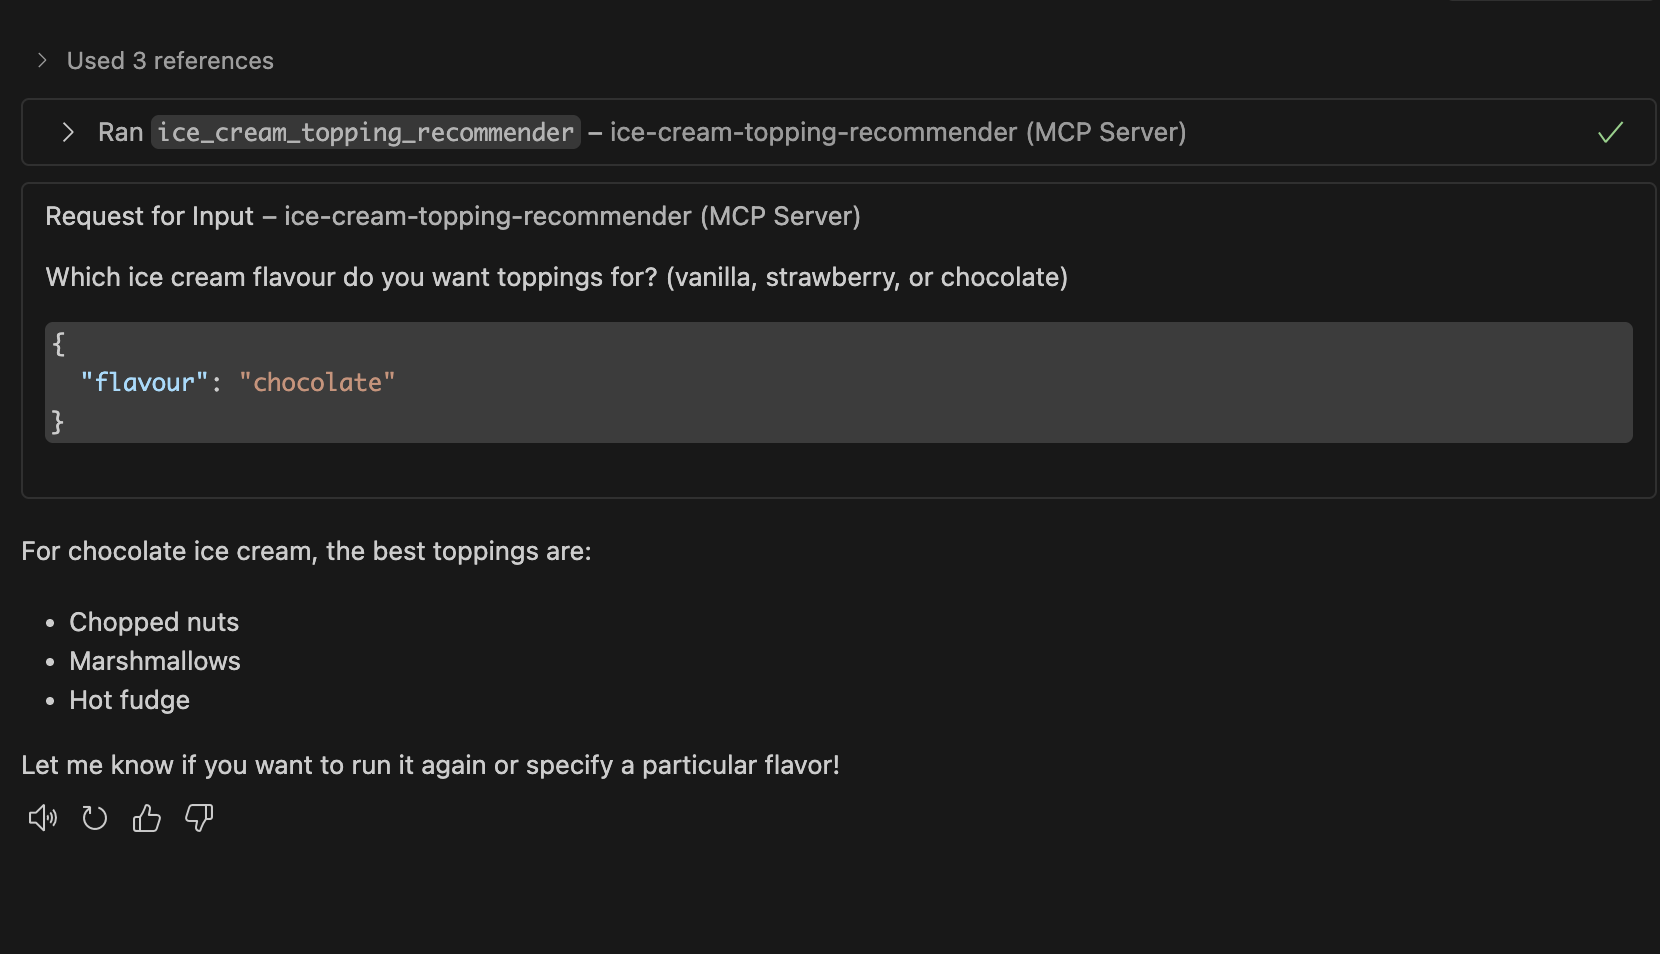 Used 3 references
Ran ice_cream_topping_recommender – ice-cream-topping-recommender (MCP Server)
Request for Input – ice-cream-topping-recommender (MCP Server)
Which ice cream flavour do you want toppings for? (vanilla, strawberry, or chocolate)
{
"flavour": "chocolate"
}
For chocolate ice cream, the best toppings are:
• Chopped nuts
• Marshmallows
• Hot fudge
Let me know if you want to run it again or specify a particular flavor!